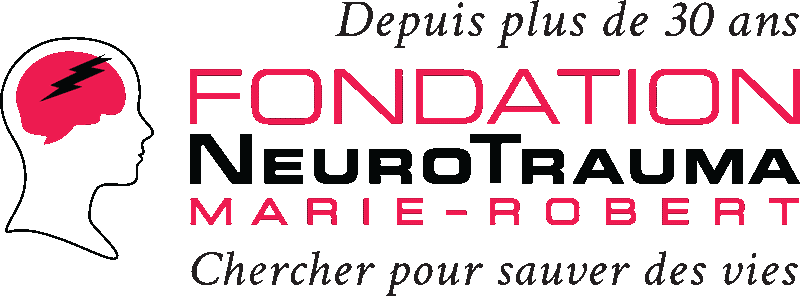 Depuis plus de 30 ans
FONDATION
NEUROTRAUMA
MARIE-ROBERT
Chercher pour sauver des vies